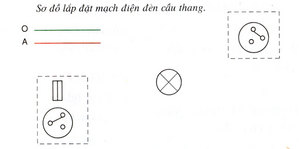 Sơ đồ lắp đặt mạch điện đèn cầu thang.
O
A